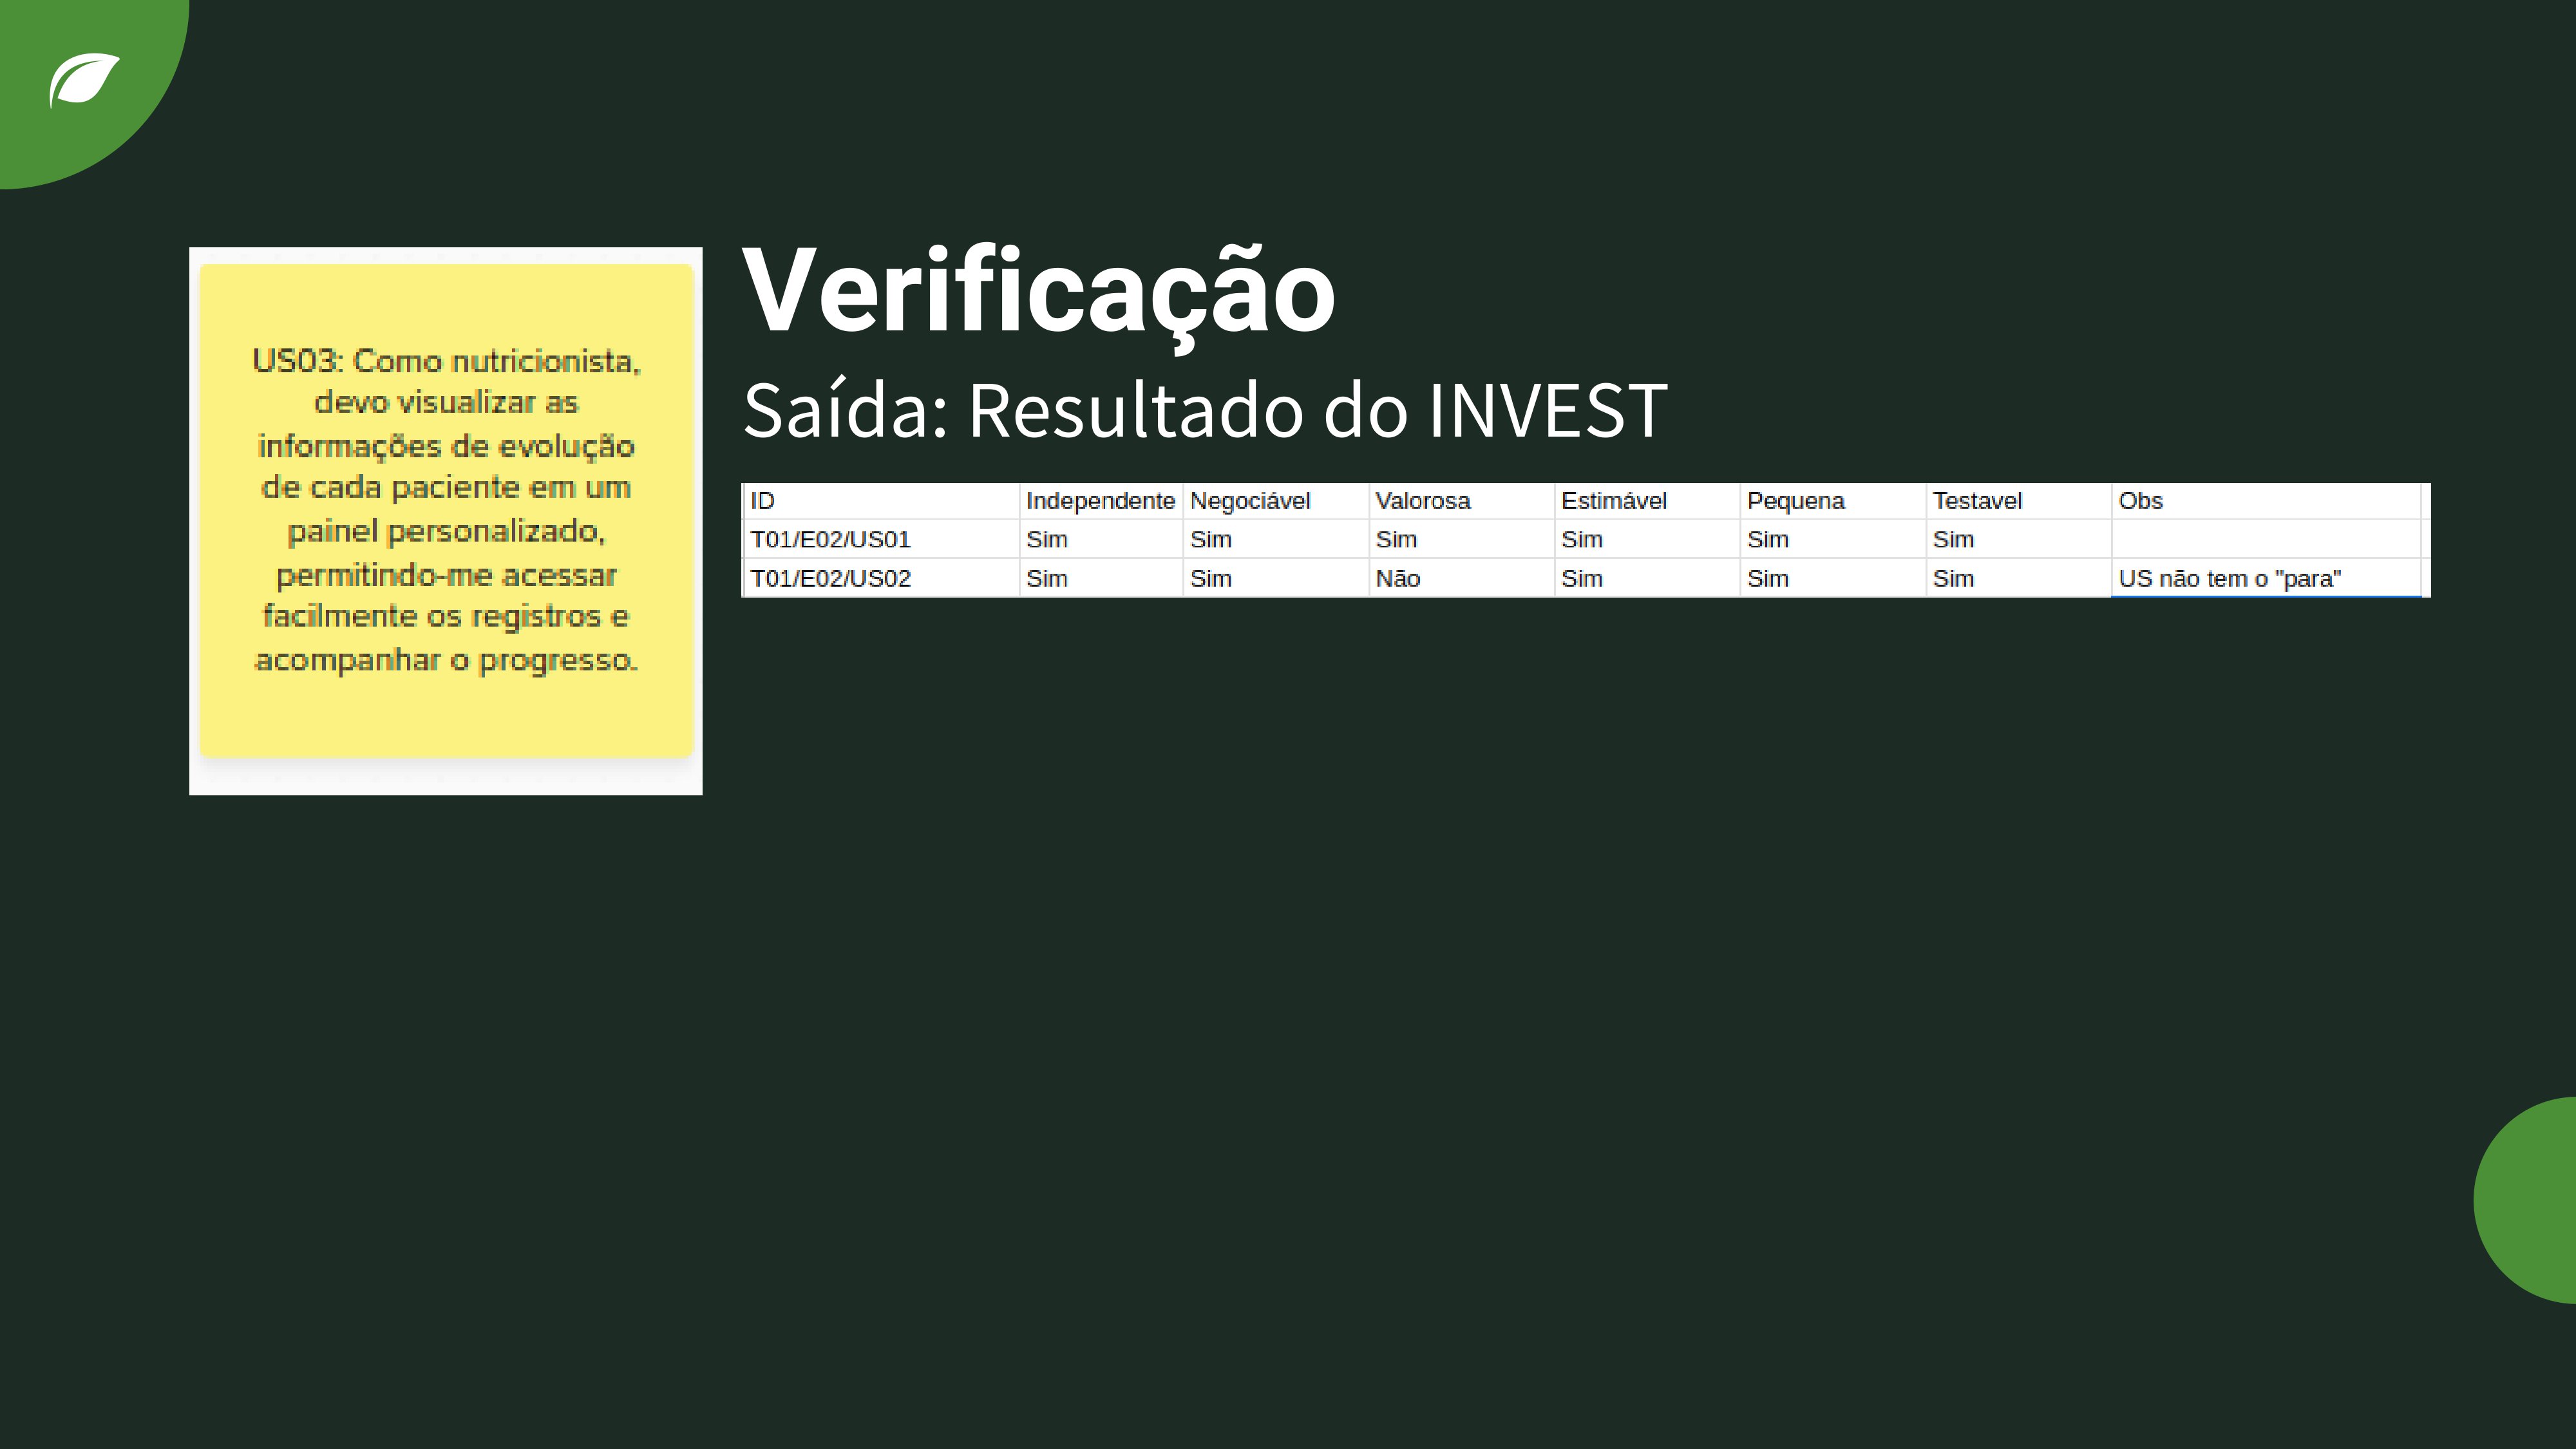 US03: Como nutricionista,
devo visualizar as
informações de evolução
de cada paciente em um
painel personalizado,
permitindo-me acessar
facilmente os registros e
acompanhar o progresso.
Verificação
Saída: Resultado do INVEST
ID Independente Negociável Valorosa Estimável Pequena Testavel Obs
T01/E02/US01 Sim Sim Sim Sim Sim Sim
T01/E02/US02 Sim Sim Não Sim Sim Sim US não tem o "para"